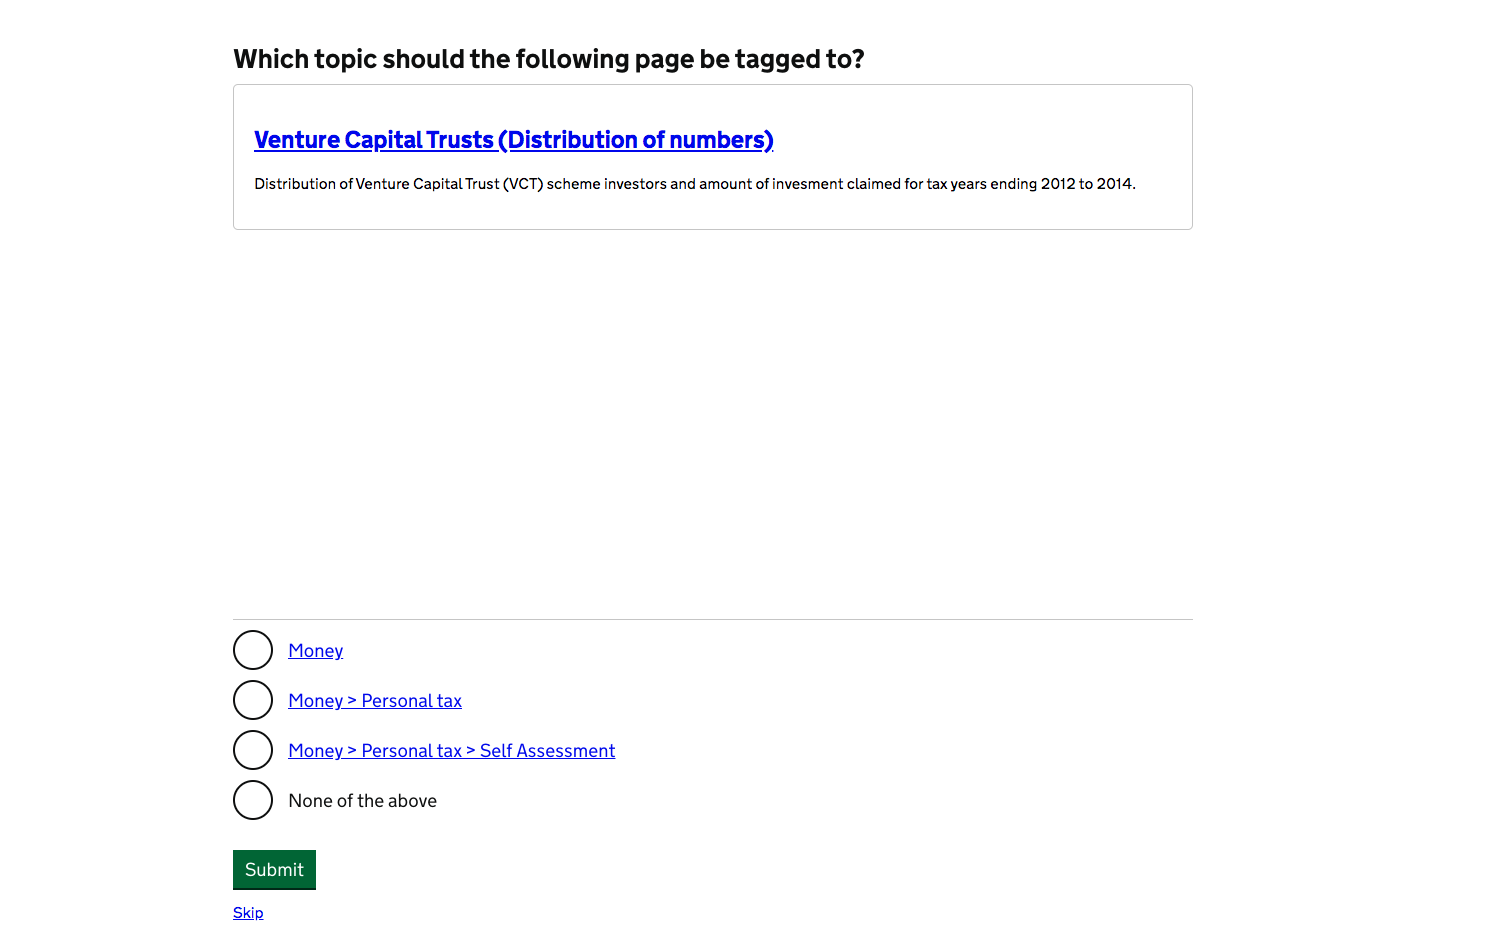 Which topic should the following page be tagged to?
Venture Capital Trusts (Distribution of numbers)
Distribution of Venture Capital Trust (VCT) scheme investors and amount of invesment claimed for tax years ending 2012 to 2014.
Money
Money > Personal tax
Money > Personal tax > Self Assessment
None of the above
Submit
Skip